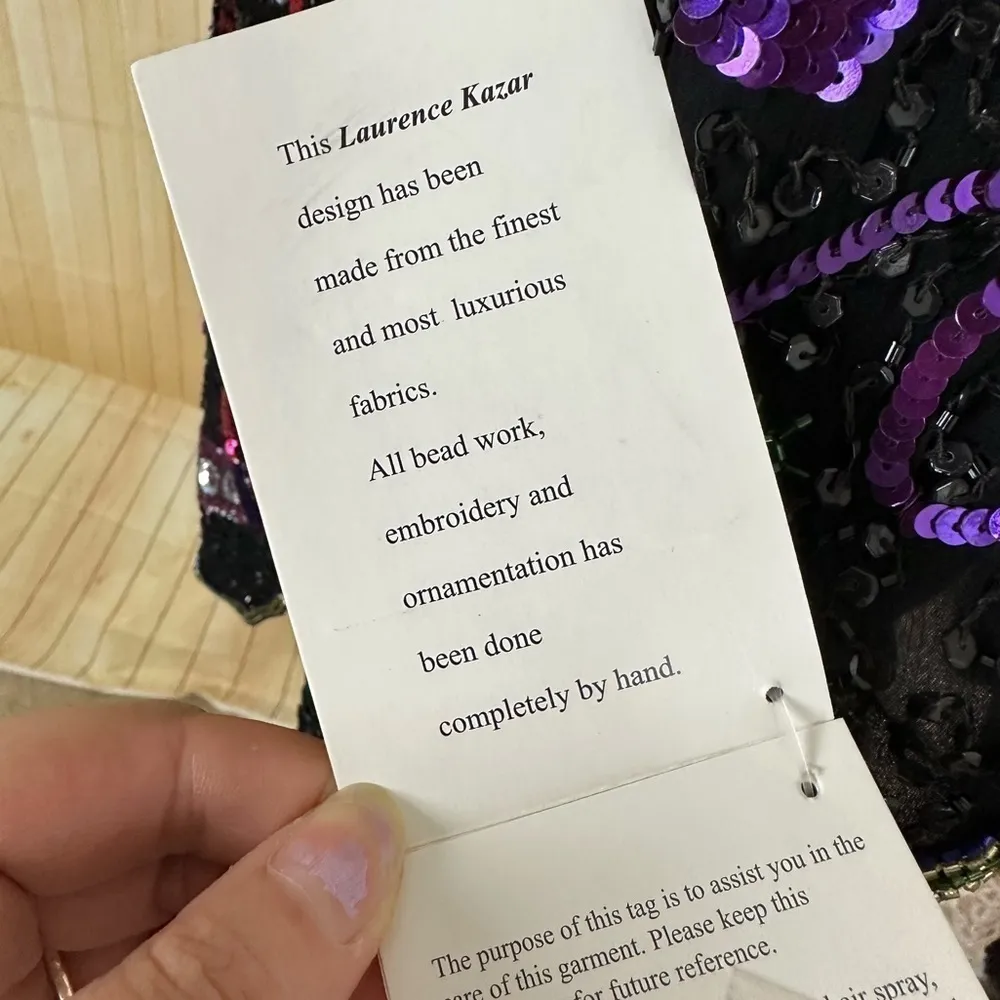 This Laurence Kazar
design has been
made from the finest
and most luxurious
fabrics.
All bead work,
embroidery and
ornamentation has
been done
completely by hand.
The purpose of this tag is to assist you in the
of this garment. Please keep this
for future reference.
spray,